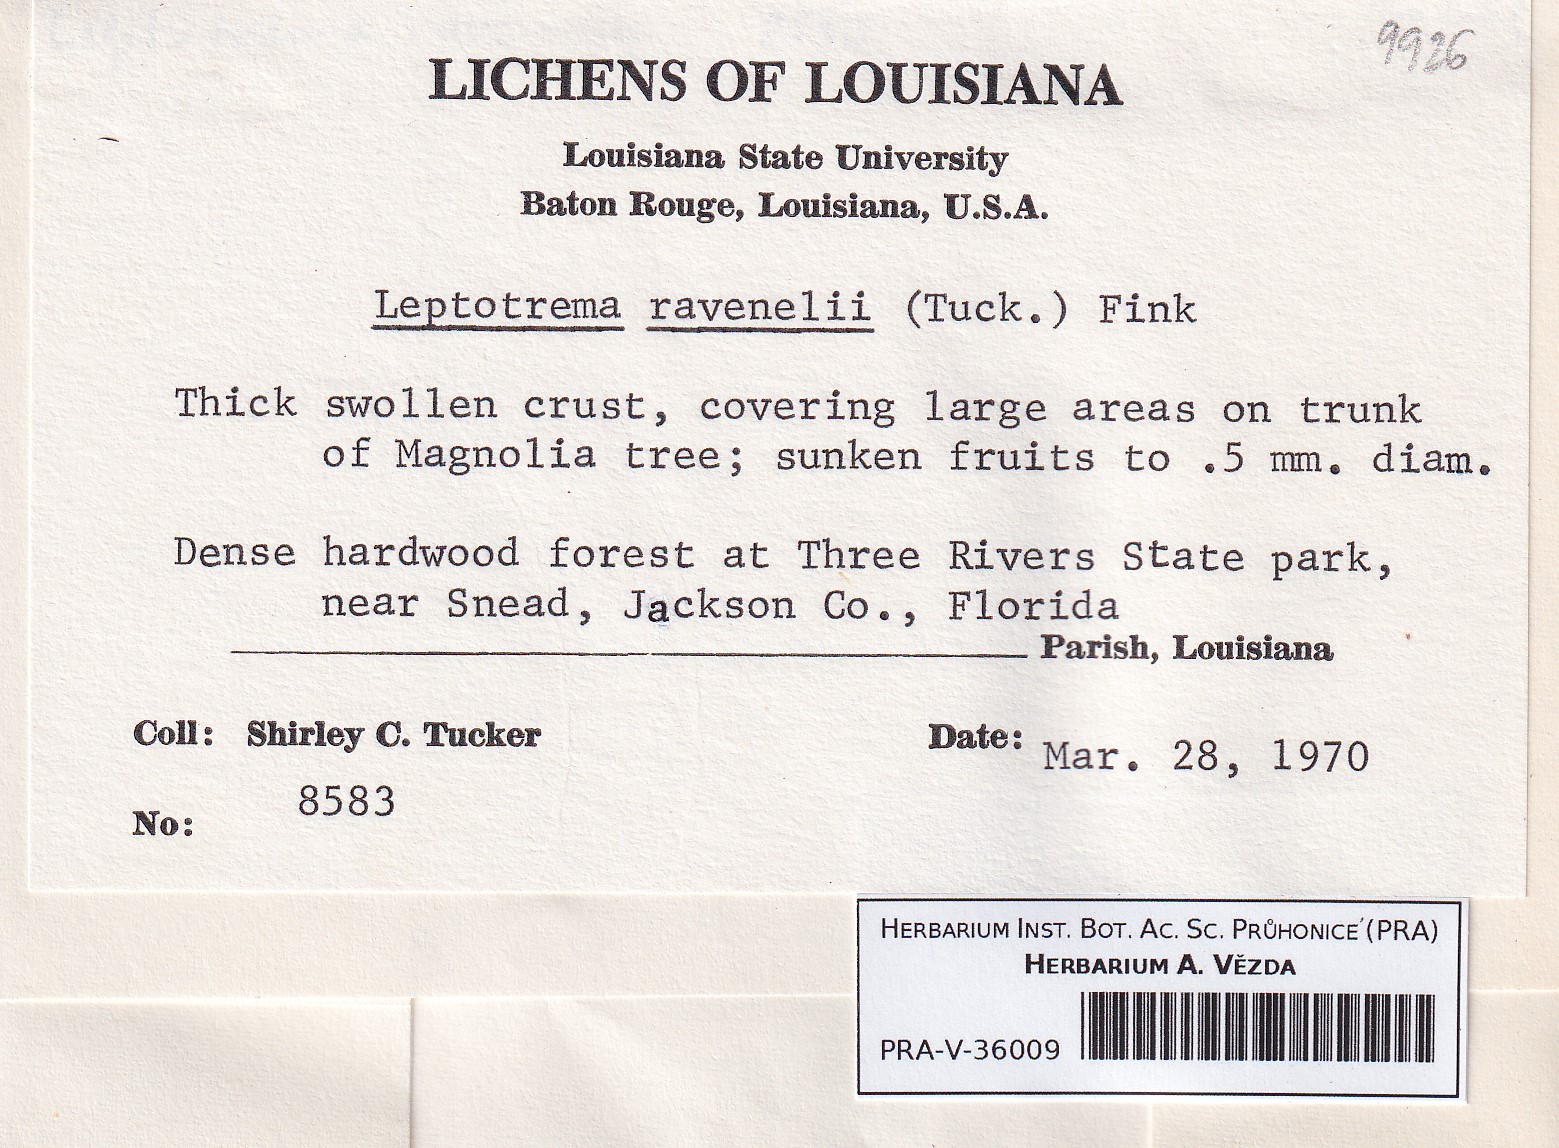 9926
LICHENS OF LOUISIANA
Louisiana State University
Baton Rouge, Louisiana, U.S.A.
Leptotrema ravenelii (Tuck.) Fink
Thick swollen crust, covering large areas on trunk
of Magnolia tree; sunken fruits to .5 mm. diam.
Dense hardwood forest at Three Rivers State park,
near Snead, Jackson Co., Florida
Parish, Louisiana
Coll: Shirley C. Tucker
Date: Mar. 28, 1970
No: 8583
HERBARIUM INST. BOT. AC. SC. PRŮHONICE ́(PRA)
HERBARIUM A. VĚZDA
PRA-V-36009